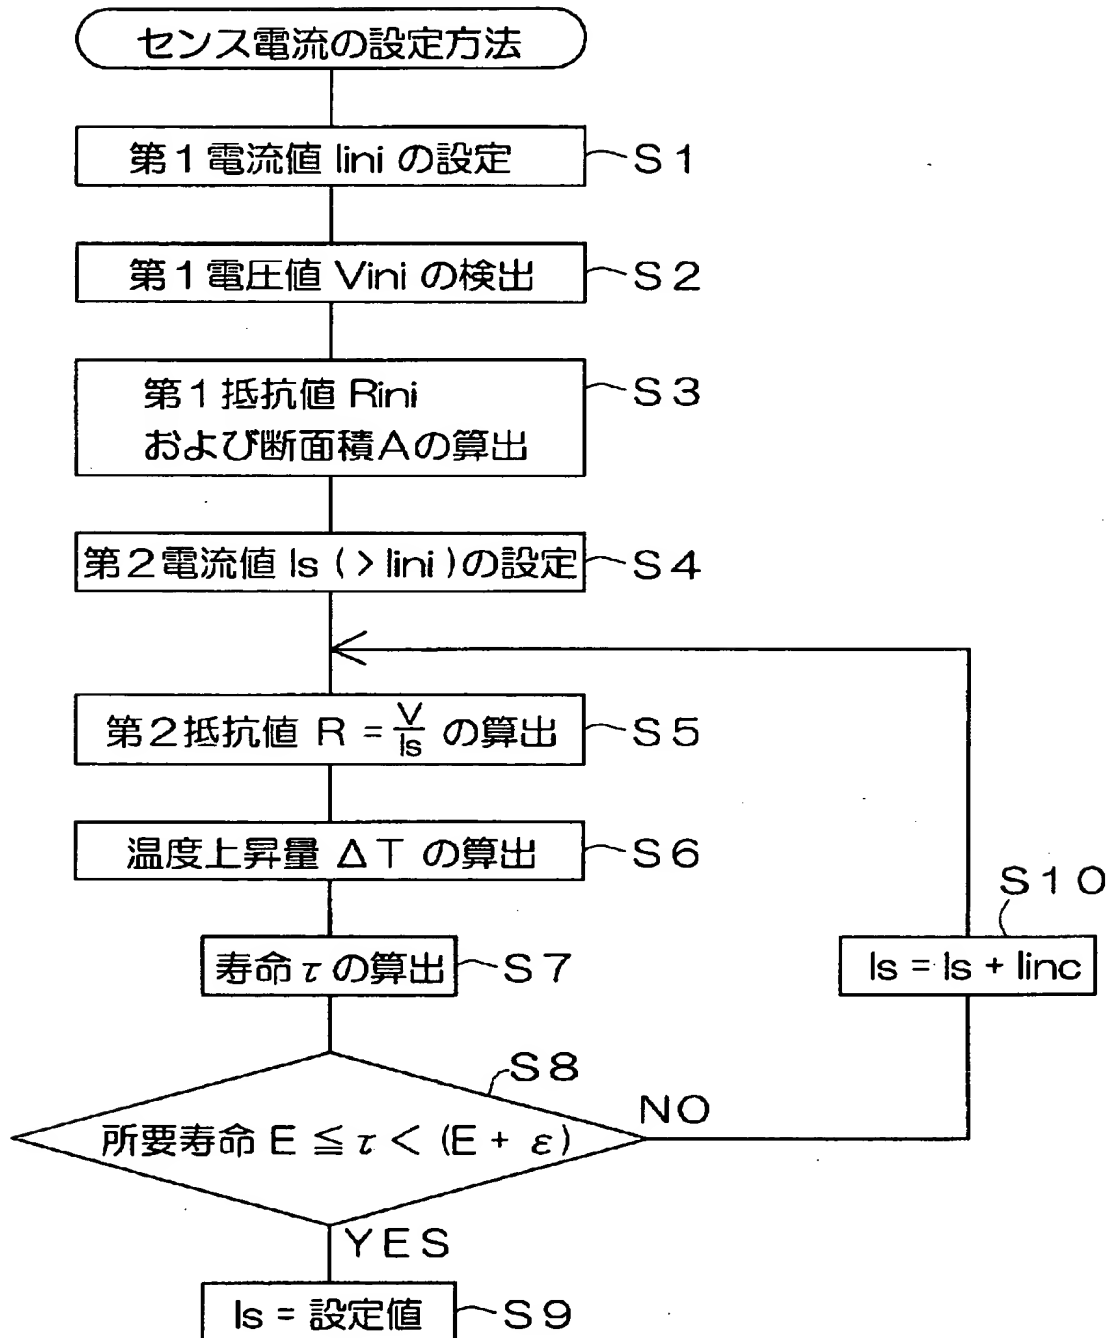 センス電流の設定方法
第1電流値 Iini の設定
S1
第1電圧値 Vini の検出
S2
第1抵抗値 Rini
および断面積Aの算出
S3
第2電流値 Is (>Iini)の設定
S4
第2抵抗値 R = V/Is の算出
S5
温度上昇量 ΔT の算出
S6
寿命τの算出
S7
S10
Is = Is + Iinc
S8
所要寿命 E ≦ τ < (E + ε)
NO
YES
Is = 設定値
S9